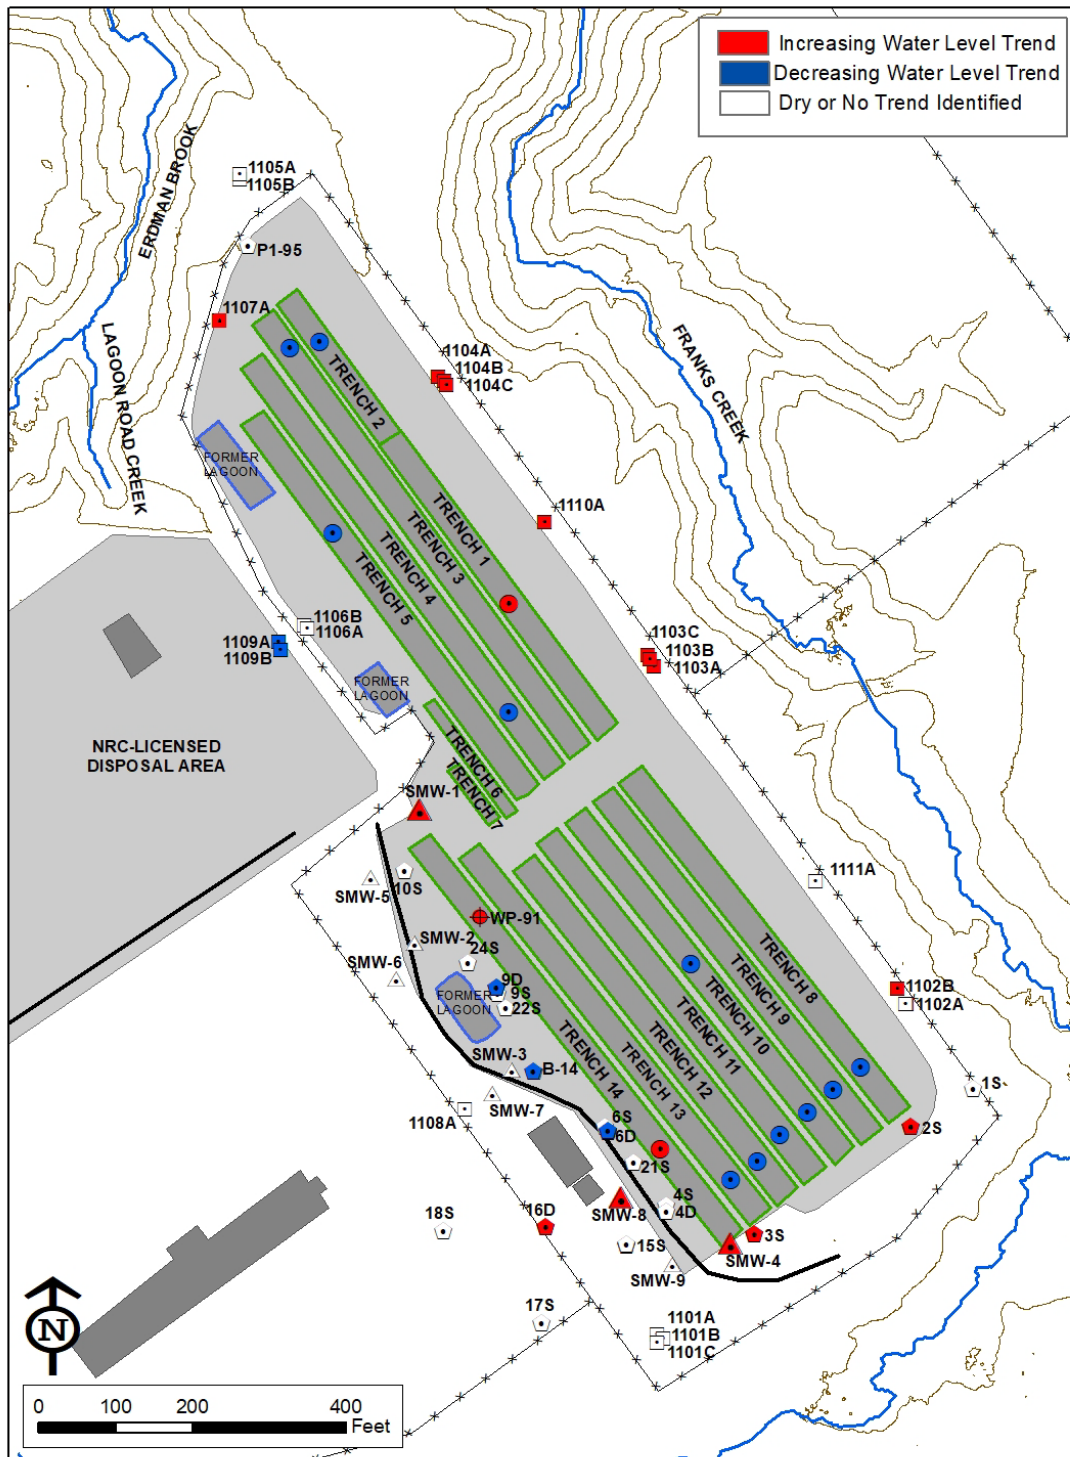 Increasing Water Level Trend
Decreasing Water Level Trend
Dry or No Trend Identified
ERDMAN BROOK
1105A
1105B
P1-95
1107A
LAGOON ROAD CREEK
FRANKS CREEK
1104A
1104B
1104C
TRENCH 2
FORMER
LAGOON
1110A
TRENCH 1
TRENCH 3
TRENCH 4
TRENCH 5
1106B
1106A
1109A
1109B
1103C
1103B
1103A
FORMER
LAGOON
NRC-LICENSED
DISPOSAL AREA
TRENCH 6
TRENCH 7
SMW-1
1111A
SMW-5
10S
WP-91
SMW-2
24S
SMW-6
9D
9S
22S
FORMER
LAGOON
TRENCH 8
TRENCH 9
TRENCH 10
TRENCH 11
TRENCH 12
TRENCH 13
TRENCH 14
1102B
1102A
SMW-3
B-14
SMW-7
1108A
1S
2S
6S
6D
21S
4S
4D
SMW-8
16D
18S
15S
3S
SMW-4
SMW-9
17S
1101A
1101B
1101C
N
0 100 200 400
Feet